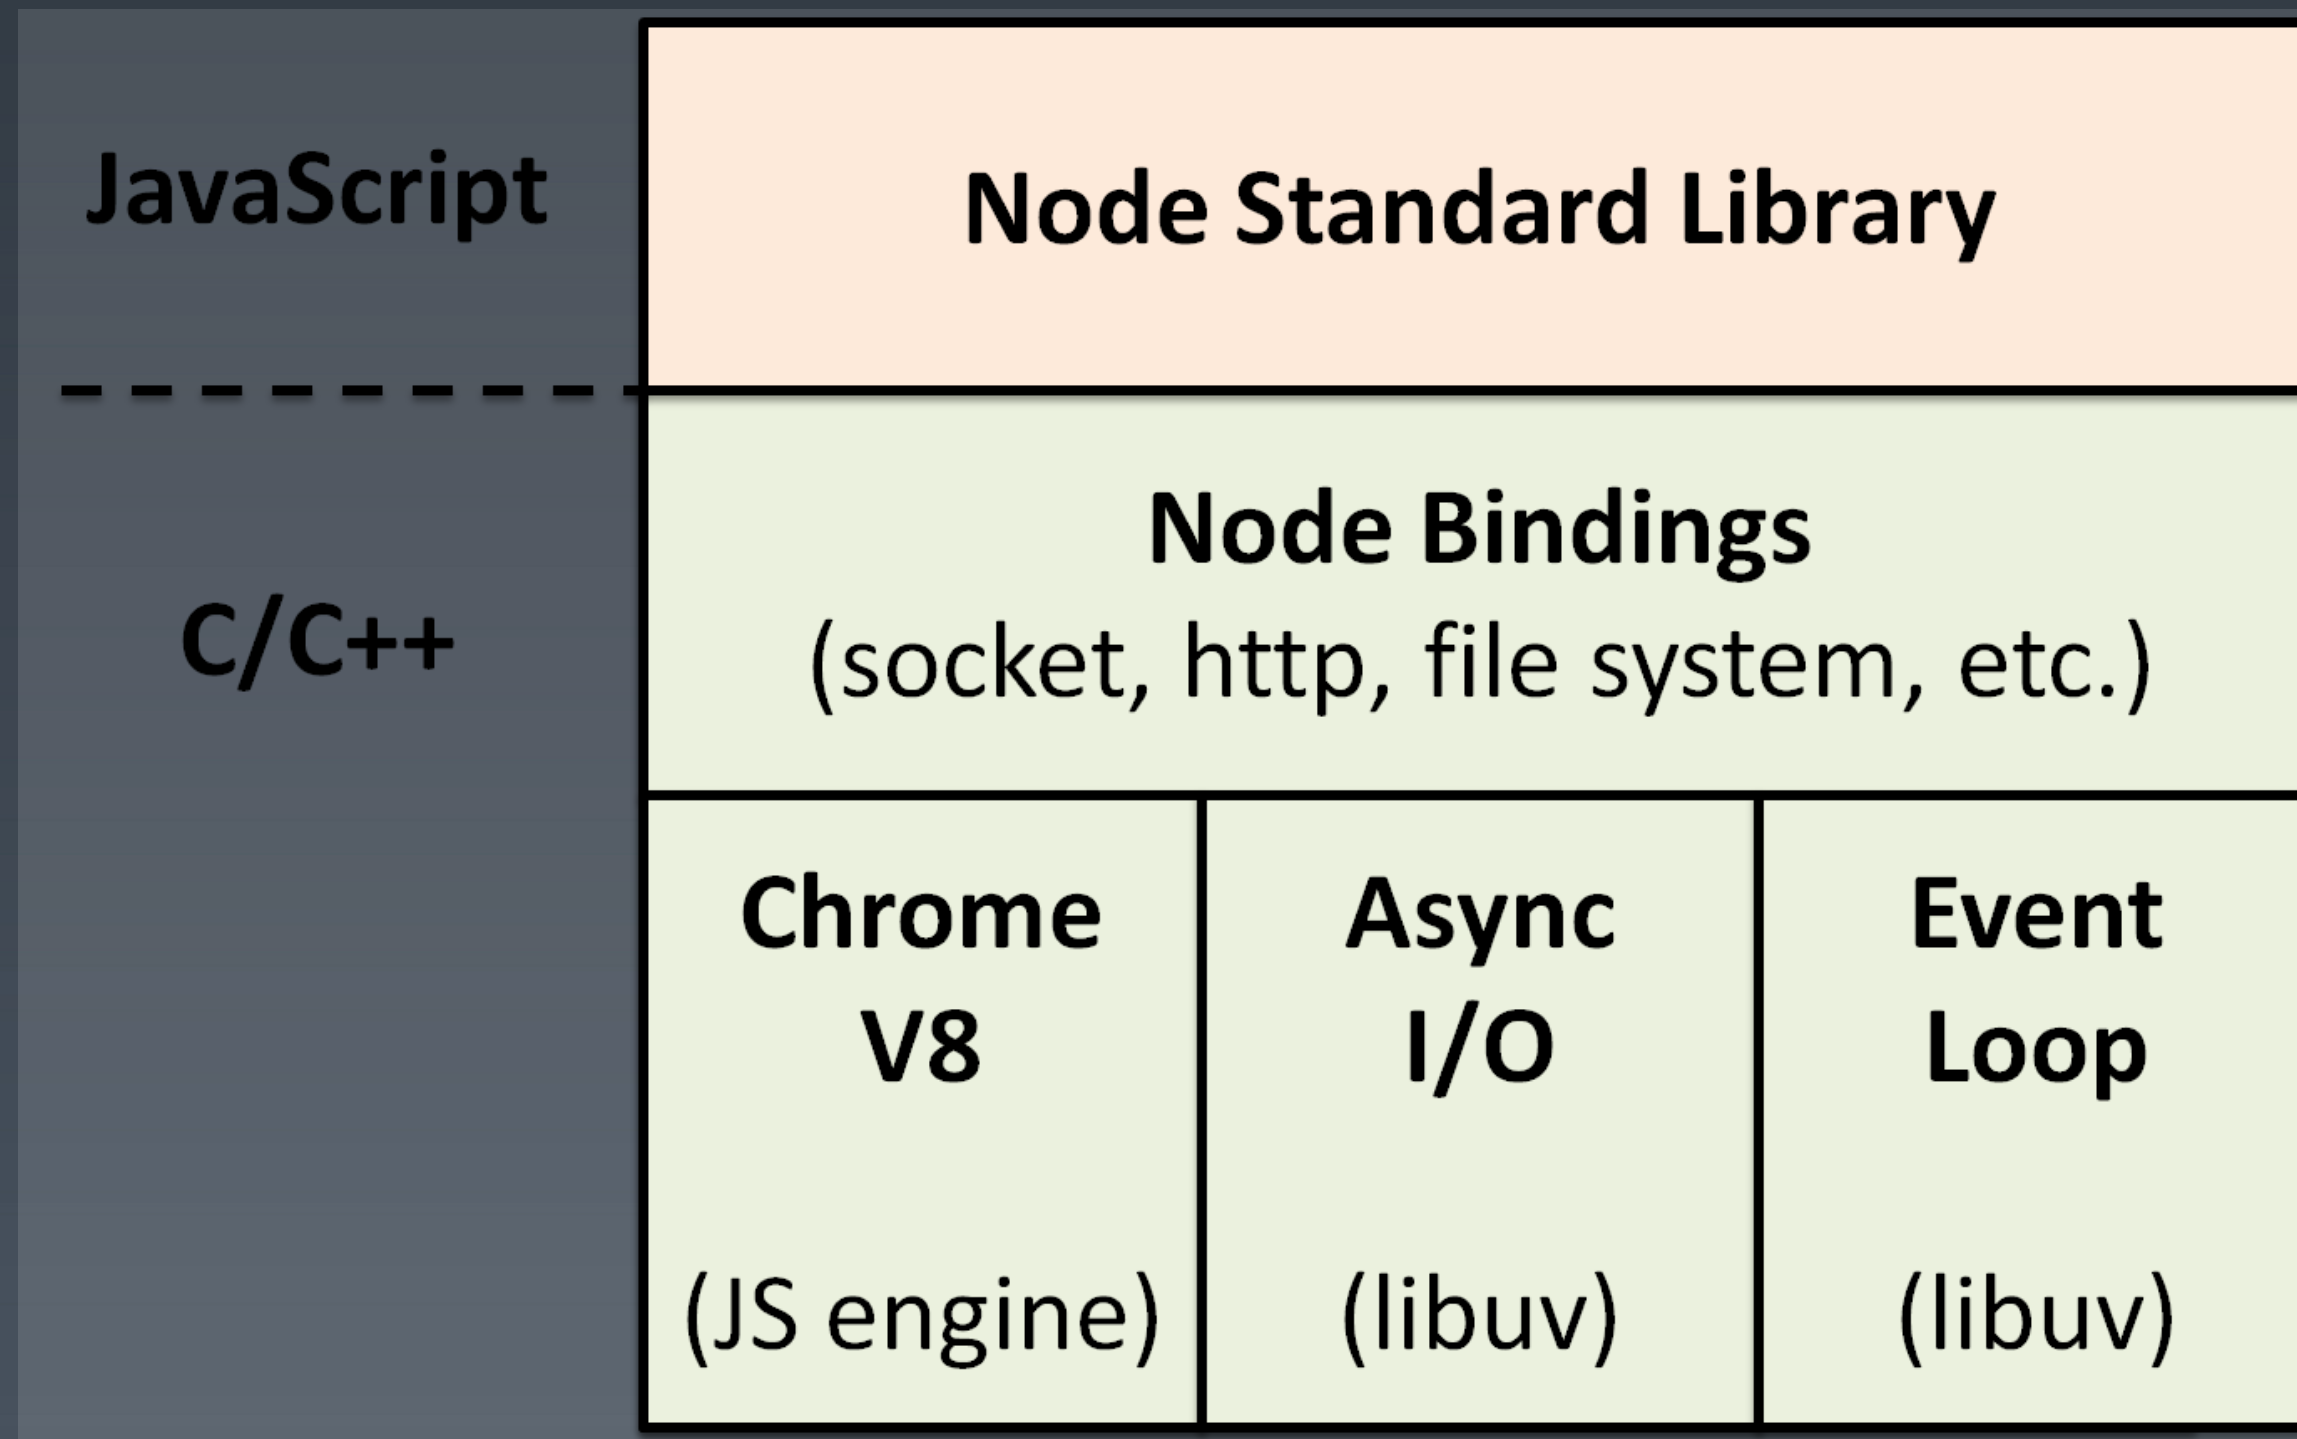 JavaScript
Node Standard Library
C/C++
Node Bindings
(socket, http, file system, etc.)
Chrome
V8
(JS engine)
Async
I/O
(libuv)
Event
Loop
(libuv)